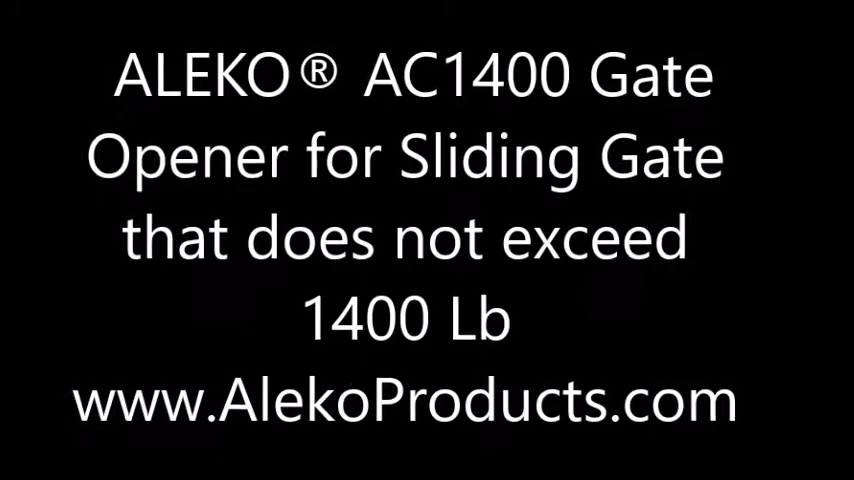 ALEKO® AC1400 Gate
Opener for Sliding Gate
that does not exceed
1400 Lb
www.AlekoProducts.com